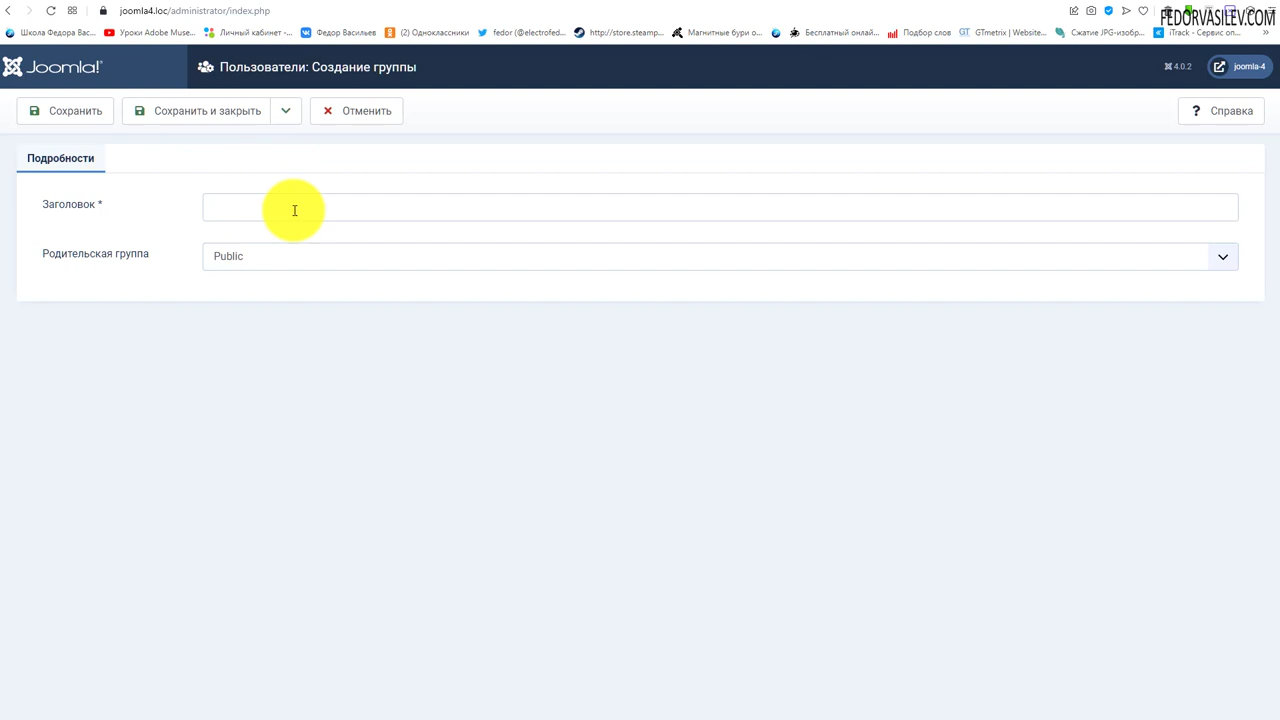 joomla4.loc/administrator/index.php
FEDORVASILEV.COM
Школа Федора Вас... Уроки Adobe Muse... Личный кабинет -... Федор Васильев (2) Одноклассники fedor (@electrofed... http://store.steamp... Магнитные бури о... Бесплатный онлай... Подбор слов GTmetrix | Website... Сжатие JPG-изобр... iTrack - Сервис оп... »
Joomla!® Пользователи: Создание группы 4.0.2 joomla-4
Сохранить Сохранить и закрыть Отменить ? Справка
Подробности
Заголовок *
Родительская группа Public